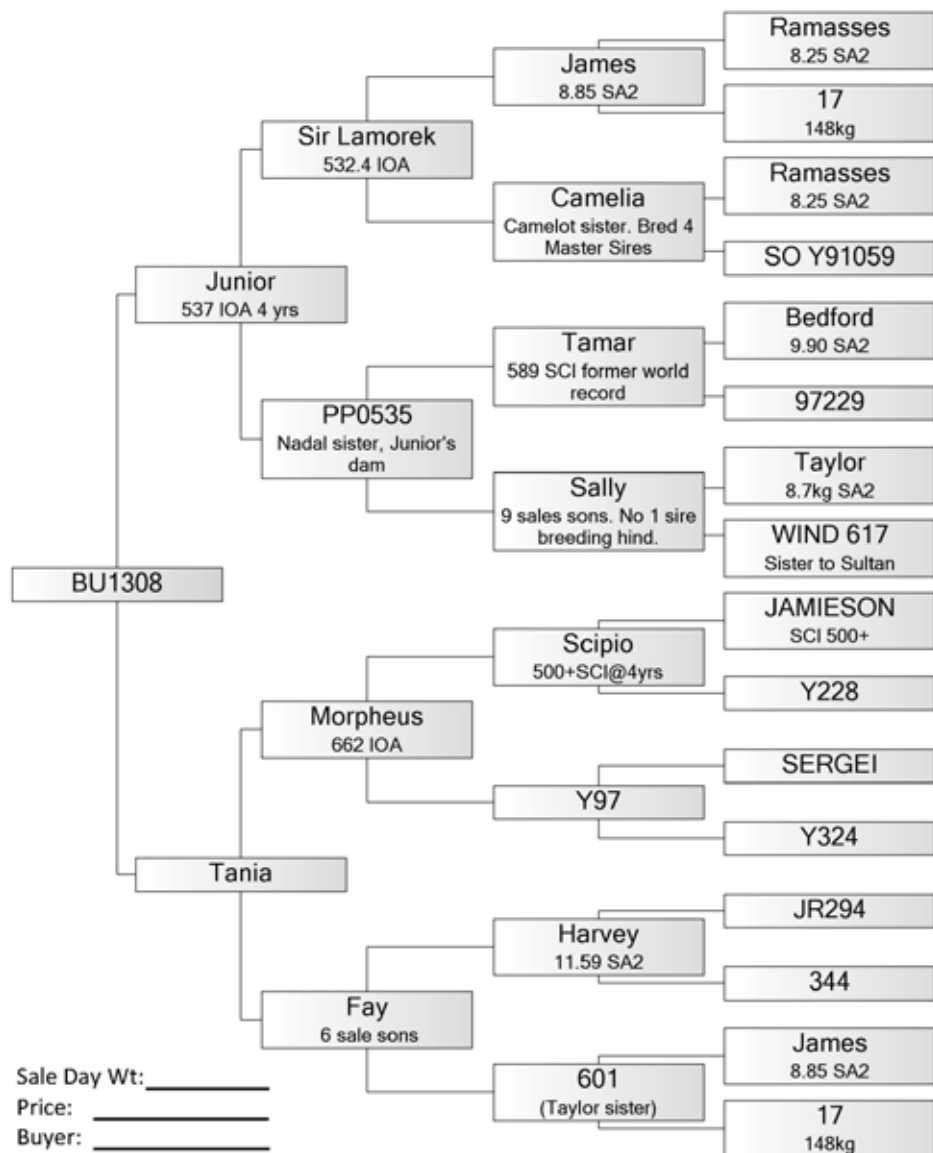 Ramasses
8.25 SA2
James
8.85 SA2
17
148kg
Sir Lamorek
532.4 IOA
Ramasses
8.25 SA2
Camelia
Camelot sister. Bred 4
Master Sires
SO Y91059
Junior
537 IOA 4 yrs
Bedford
9.90 SA2
Tamar
589 SCI former world
record
97229
PP0535
Nadal sister, Junior's
dam
Taylor
8.7kg SA2
Sally
9 sales sons. No 1 sire
breeding hind.
WIND 617
Sister to Sultan
BU1308
JAMIESON
SCI 500+
Scipio
500+SCI@4yrs
Y228
Morpheus
662 IOA
SERGEI
Y97
Y324
Tania
JR294
Harvey
11.59 SA2
344
Fay
6 sale sons
James
8.85 SA2
601
(Taylor sister)
17
148kg
Sale Day Wt:
Price:
Buyer: